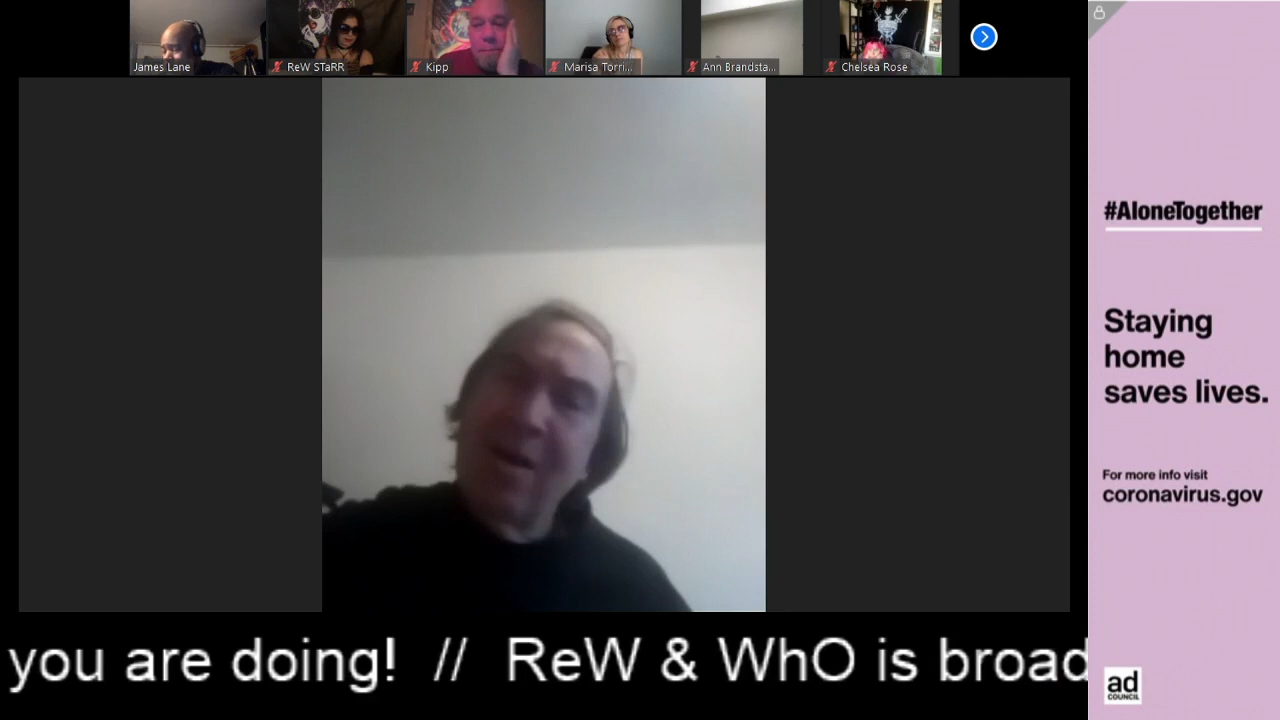 James Lane
ReW STaRR
Kipp
Marisa Torri...
Ann Brandsta...
Chelsea Rose
#AloneTogether
Staying
home
saves lives.
For more info visit
coronavirus.gov
you are doing! // ReW & WhO is broad
ad
COUNCIL